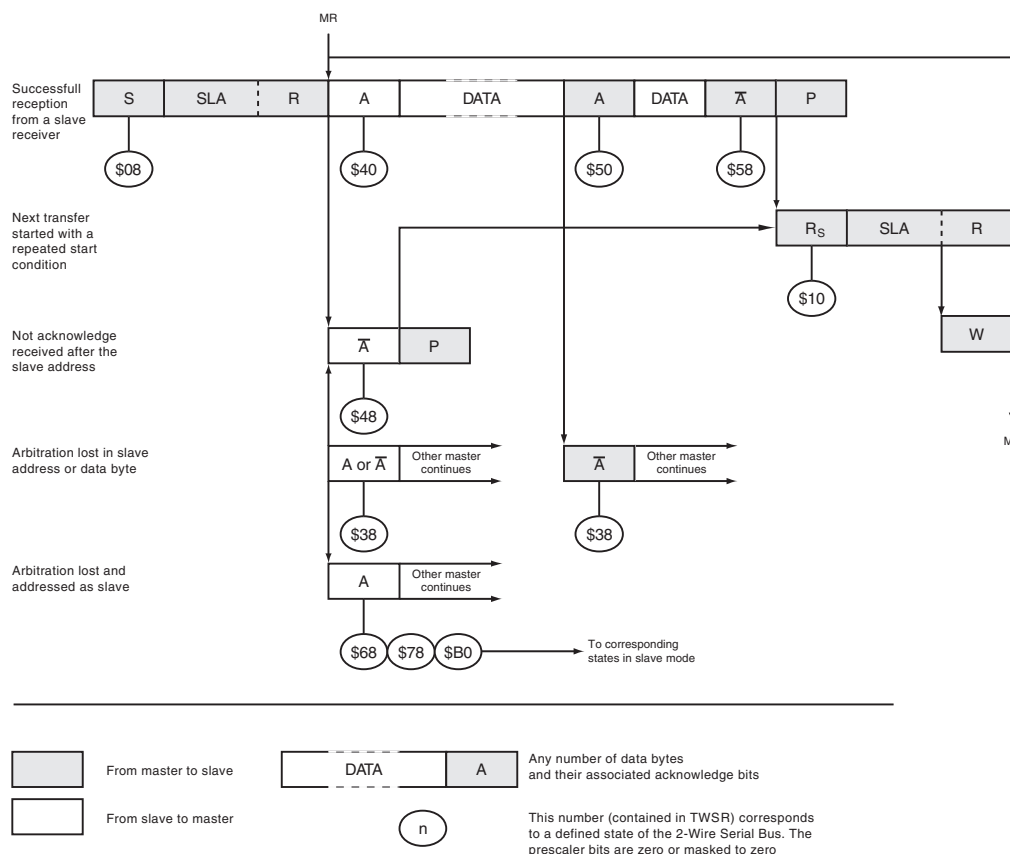 MR
Successfull
reception
from a slave
receiver
S SLA R A DATA A DATA A̅ P
$08 $40 $50 $58
Next transfer
started with a
repeated start
condition
RS SLA R
$10
W
Not acknowledge
received after the
slave address
A̅ P
$48
Arbitration lost in slave
address or data byte
A or A̅
Other master
continues
A̅
Other master
continues
$38 $38
Arbitration lost and
addressed as slave
A
Other master
continues
$68 $78 $B0
To corresponding
states in slave mode
From master to slave
DATA A
Any number of data bytes
and their associated acknowledge bits
From slave to master
n
This number (contained in TWSR) corresponds
to a defined state of the 2-Wire Serial Bus. The
prescaler bits are zero or masked to zero